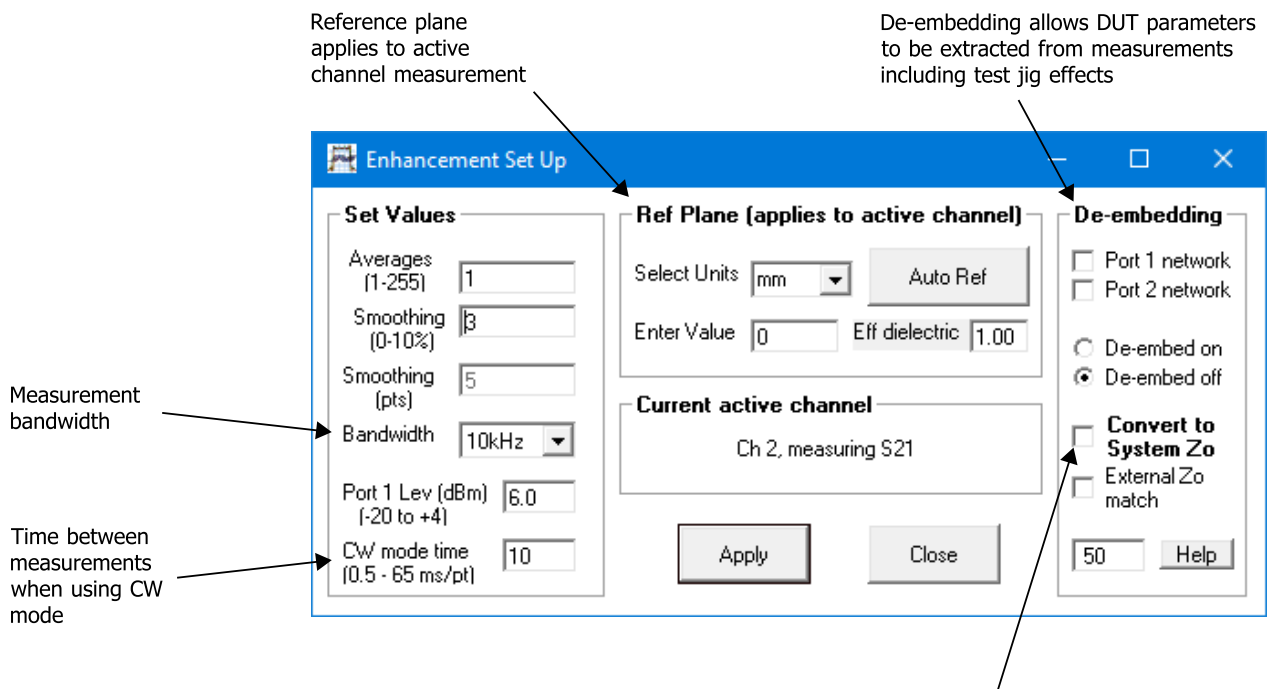 Reference plane
applies to active
channel measurement
De-embedding allows DUT parameters
to be extracted from measurements
including test jig effects
Enhancement Set Up
Set Values
Averages
(1-255)
1
Smoothing
(0-10%)
3
Smoothing
(pts)
5
Bandwidth
10kHz
Port 1 Lev (dBm)
(-20 to +4)
6.0
CW mode time
(0.5 - 65 ms/pt)
10
Ref Plane (applies to active channel)
Select Units
mm
Auto Ref
Enter Value
0
Eff dielectric
1.00
Current active channel
Ch 2, measuring S21
Apply
Close
De-embedding
Port 1 network
Port 2 network
De-embed on
De-embed off
Convert to
System Zo
External Zo
match
50
Help
Measurement
bandwidth
Time between
measurements
when using CW
mode